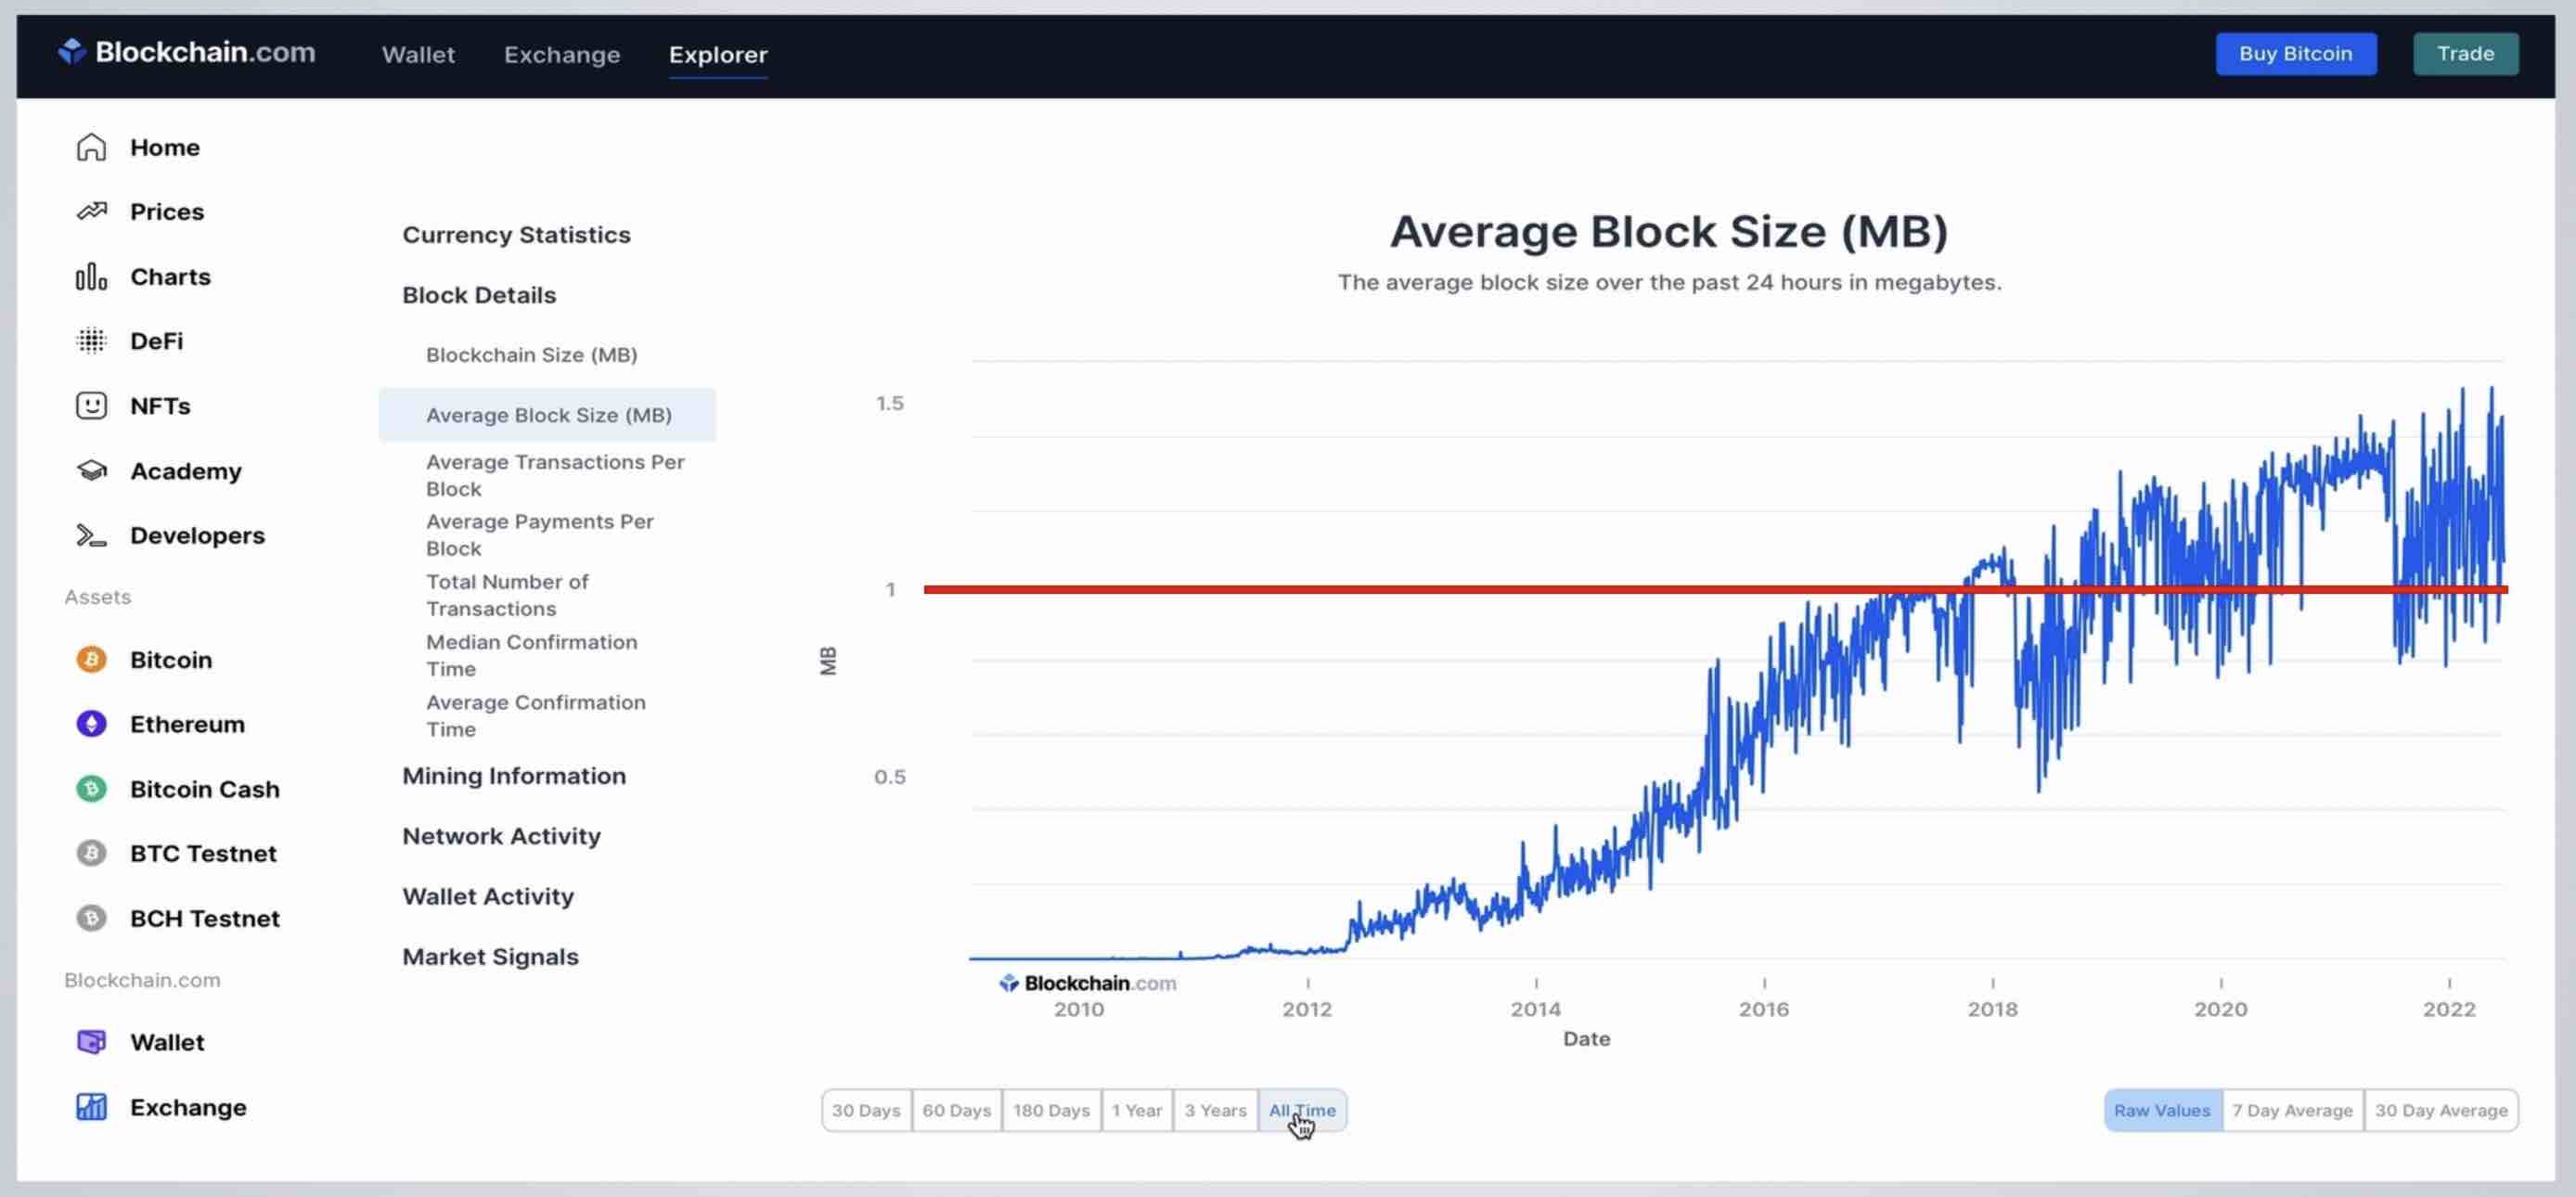 Blockchain.com
Wallet
Exchange
Explorer
Buy Bitcoin
Trade
Home
Prices
Charts
DeFi
NFTs
Academy
Developers
Assets
Bitcoin
Ethereum
Bitcoin Cash
BTC Testnet
BCH Testnet
Blockchain.com
Wallet
Exchange
Currency Statistics
Block Details
Blockchain Size (MB)
Average Block Size (MB)
Average Transactions Per
Block
Average Payments Per
Block
Total Number of
Transactions
Median Confirmation
Time
Average Confirmation
Time
Mining Information
Network Activity
Wallet Activity
Market Signals
Average Block Size (MB)
The average block size over the past 24 hours in megabytes.
1.5
1
MB
0.5
Blockchain.com
2010
2012
2014
2016
2018
2020
2022
Date
30 Days
60 Days
180 Days
1 Year
3 Years
All Time
Raw Values
7 Day Average
30 Day Average